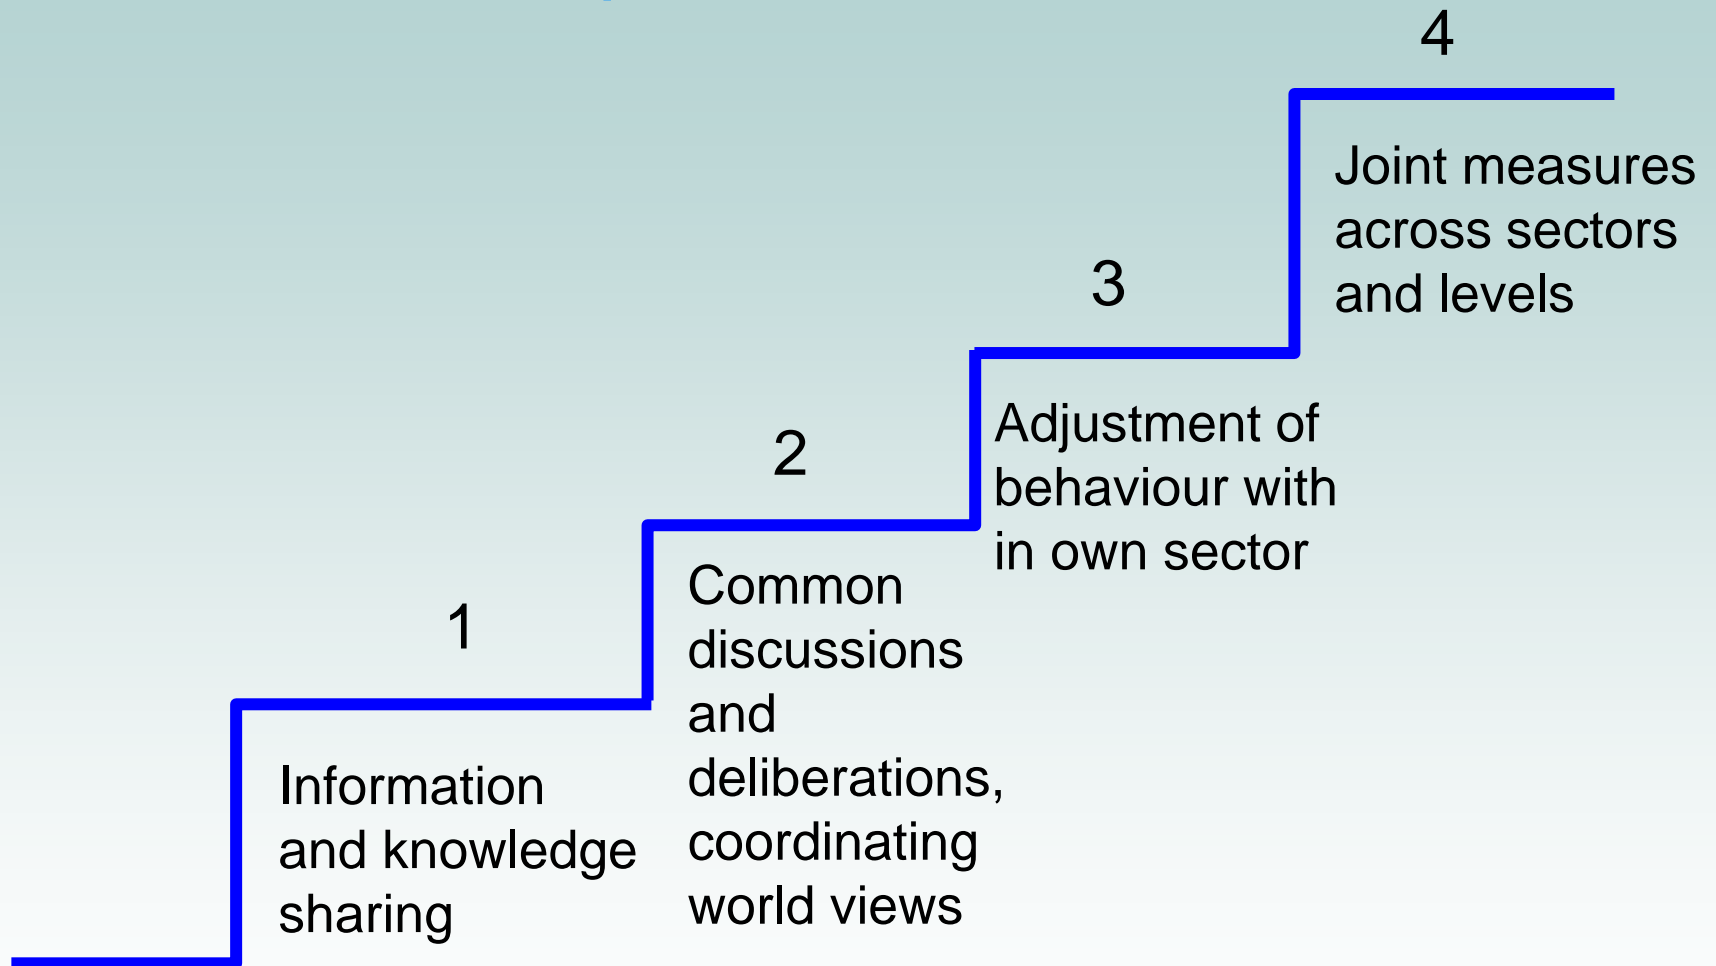 4
Joint measures
across sectors
and levels
3
Adjustment of
behaviour with
in own sector
2
Common
discussions
and
deliberations,
coordinating
world views
1
Information
and knowledge
sharing